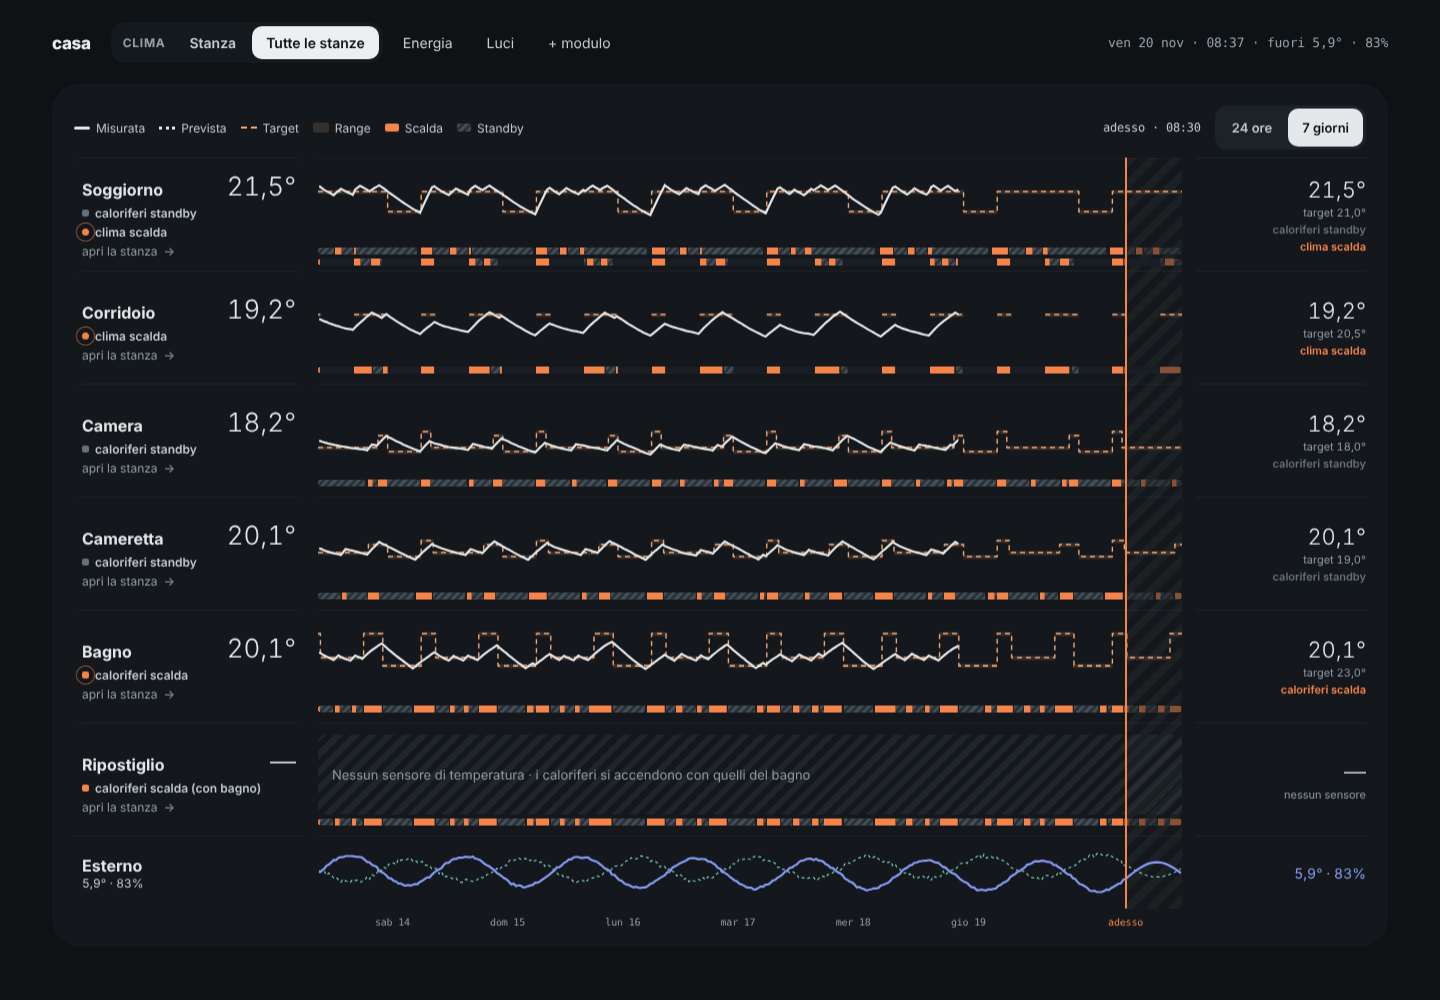 casa CLIMA Stanza Tutte le stanze Energia Luci + modulo ven 20 nov · 08:37 · fuori 5,9° · 83%
Misurata Prevista Target Range Scalda Standby adesso · 08:30 24 ore 7 giorni
Soggiorno 21,5°
caloriferi standby
clima scalda
apri la stanza →
21,5°
target 21,0°
caloriferi standby
clima scalda
Corridoio 19,2°
clima scalda
apri la stanza →
19,2°
target 20,5°
clima scalda
Camera 18,2°
caloriferi standby
apri la stanza →
18,2°
target 18,0°
caloriferi standby
Cameretta 20,1°
caloriferi standby
apri la stanza →
20,1°
target 19,0°
caloriferi standby
Bagno 20,1°
caloriferi scalda
apri la stanza →
20,1°
target 23,0°
caloriferi scalda
Ripostiglio —
caloriferi scalda (con bagno)
apri la stanza →
Nessun sensore di temperatura · i caloriferi si accendono con quelli del bagno
—
nessun sensore
Esterno
5,9° · 83%
5,9° · 83%
sab 14 dom 15 lun 16 mar 17 mer 18 gio 19 adesso